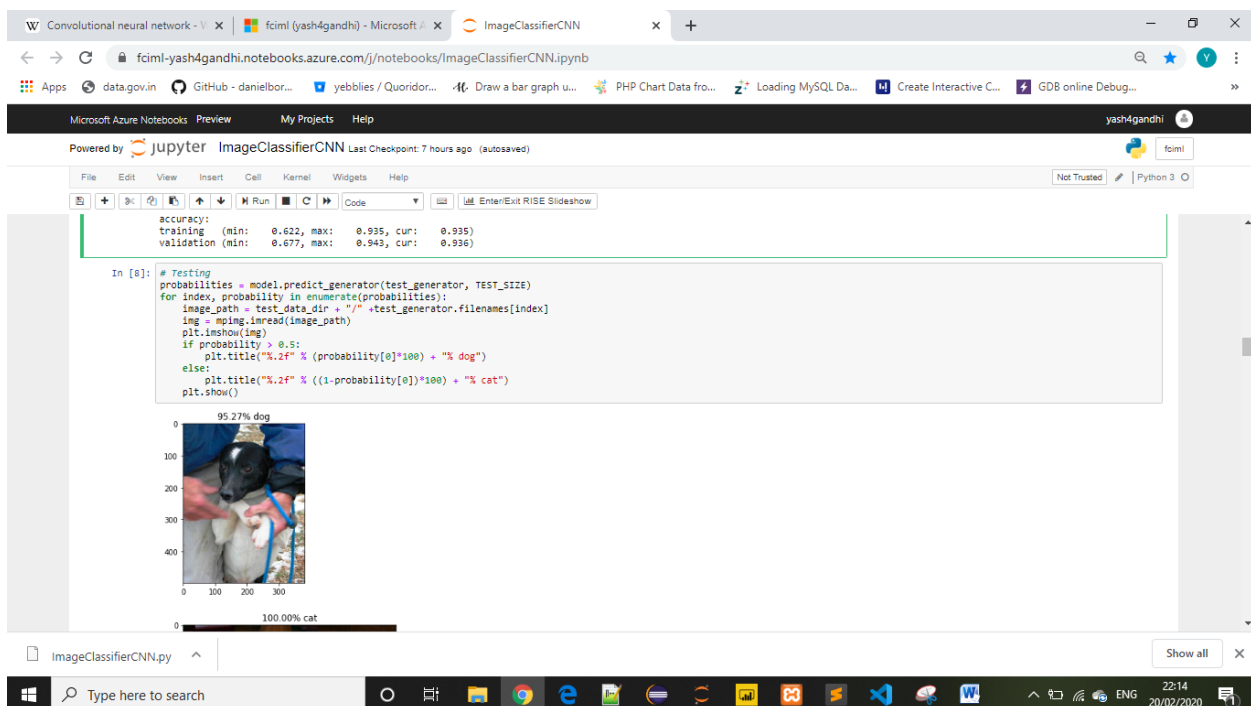 W Convolutional neural network - W
fciml (yash4gandhi) - Microsoft A
ImageClassifierCNN
fciml-yash4gandhi.notebooks.azure.com/j/notebooks/ImageClassifierCNN.ipynb
Y
Apps
data.gov.in
GitHub - danielbor...
yebblies / Quoridor...
Draw a bar graph u...
PHP Chart Data fro...
Loading MySQL Da...
Create Interactive C...
GDB online Debug...
»
Microsoft Azure Notebooks Preview My Projects Help yash4gandhi
Powered by jupyter ImageClassifierCNN Last Checkpoint: 7 hours ago (autosaved) fciml
File Edit View Insert Cell Kernel Widgets Help Not Trusted Python 3
Run Code Enter/Exit RISE Slideshow
accuracy:
training (min: 0.622, max: 0.935, cur: 0.935)
validation (min: 0.677, max: 0.943, cur: 0.936)
In [8]: # Testing
probabilities = model.predict_generator(test_generator, TEST_SIZE)
for index, probability in enumerate(probabilities):
    image_path = test_data_dir + "/" +test_generator.filenames[index]
    img = mpimg.imread(image_path)
    plt.imshow(img)
    if probability > 0.5:
        plt.title("%.2f" % (probability[0]*100) + "% dog")
    else:
        plt.title("%.2f" % ((1-probability[0])*100) + "% cat")
    plt.show()
95.27% dog
0
100
200
300
400
0 100 200 300
100.00% cat
0
ImageClassifierCNN.py
Show all
Type here to search
ENG
22:14
20/02/2020